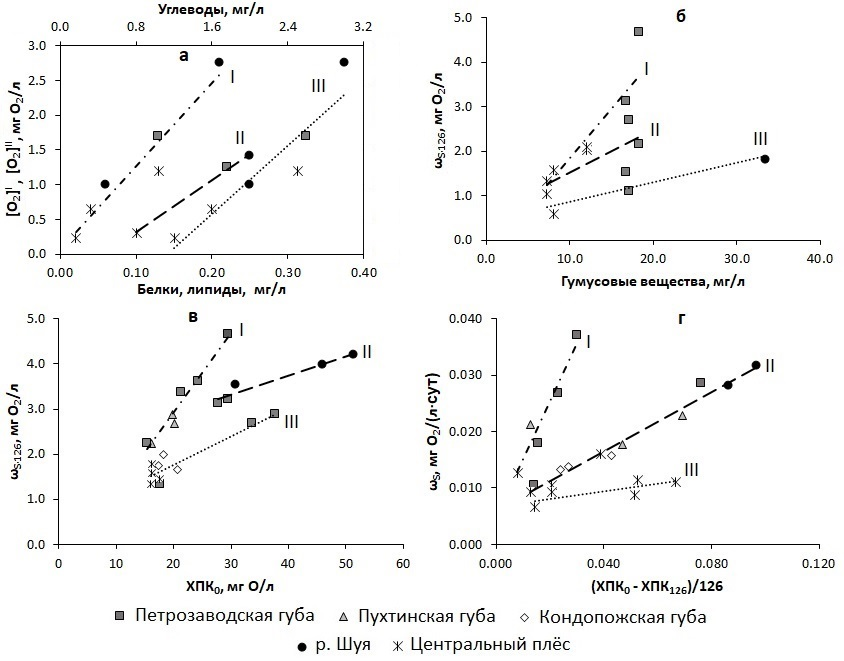 Углеводы, мг/л
0.0 0.8 1.6 2.4 3.2
а
3.0
2.5
2.0
1.5
1.0
0.5
0.0
[O₂]ᴵ, [O₂]ᴵᴵ, мг O₂/л
I
II
III
0.00 0.10 0.20 0.30 0.40
Белки, липиды, мг/л
б
5.0
4.0
3.0
2.0
1.0
0.0
ωS·126, мг O₂/л
I
II
III
0.0 10.0 20.0 30.0 40.0
Гумусовые вещества, мг/л
в
5.0
4.0
3.0
2.0
1.0
0.0
ωS·126, мг O₂/л
I
II
III
0 10 20 30 40 50 60
ХПК₀, мг О/л
г
0.040
0.030
0.020
0.010
0.000
ωS, мг O₂/(л·сут)
I
II
III
0.000 0.040 0.080 0.120
(ХПК₀ - ХПК₁₂₆)/126
Петрозаводская губа Пухтинская губа Кондопожская губа
р. Шуя Центральный плёс